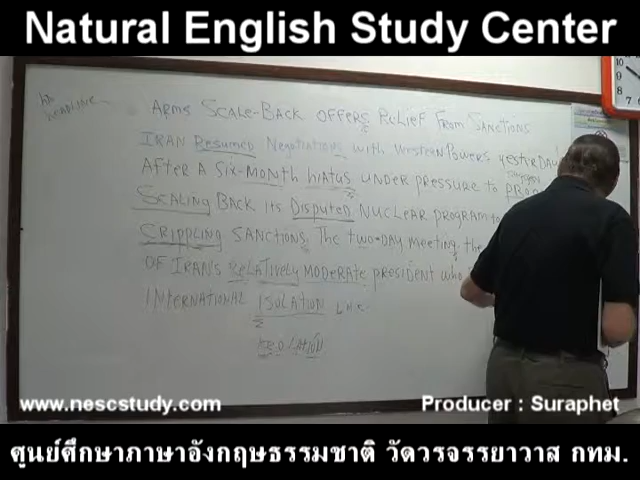 Natural English Study Center
HEADLINE
ARMS SCALE-BACK OFFERS RELIEF FROM SANCTIONS
IRAN RESUMED NEGOTIATIONS WITH WESTERN POWERS YESTERDAY
AFTER A SIX-MONTH HIATUS UNDER PRESSURE TO
SCALING BACK ITS DISPUTED NUCLEAR PROGRAM TO
CRIPPLING SANCTIONS. THE TWO-DAY MEETING, THE
OF IRAN'S RELATIVELY MODERATE PRESIDENT WHO
INTERNATIONAL ISOLATION
www.nescstudy.com
Producer : Suraphet
ศูนย์ศึกษาภาษาอังกฤษธรรมชาติ วัดวรจรรยาวาส กทม.